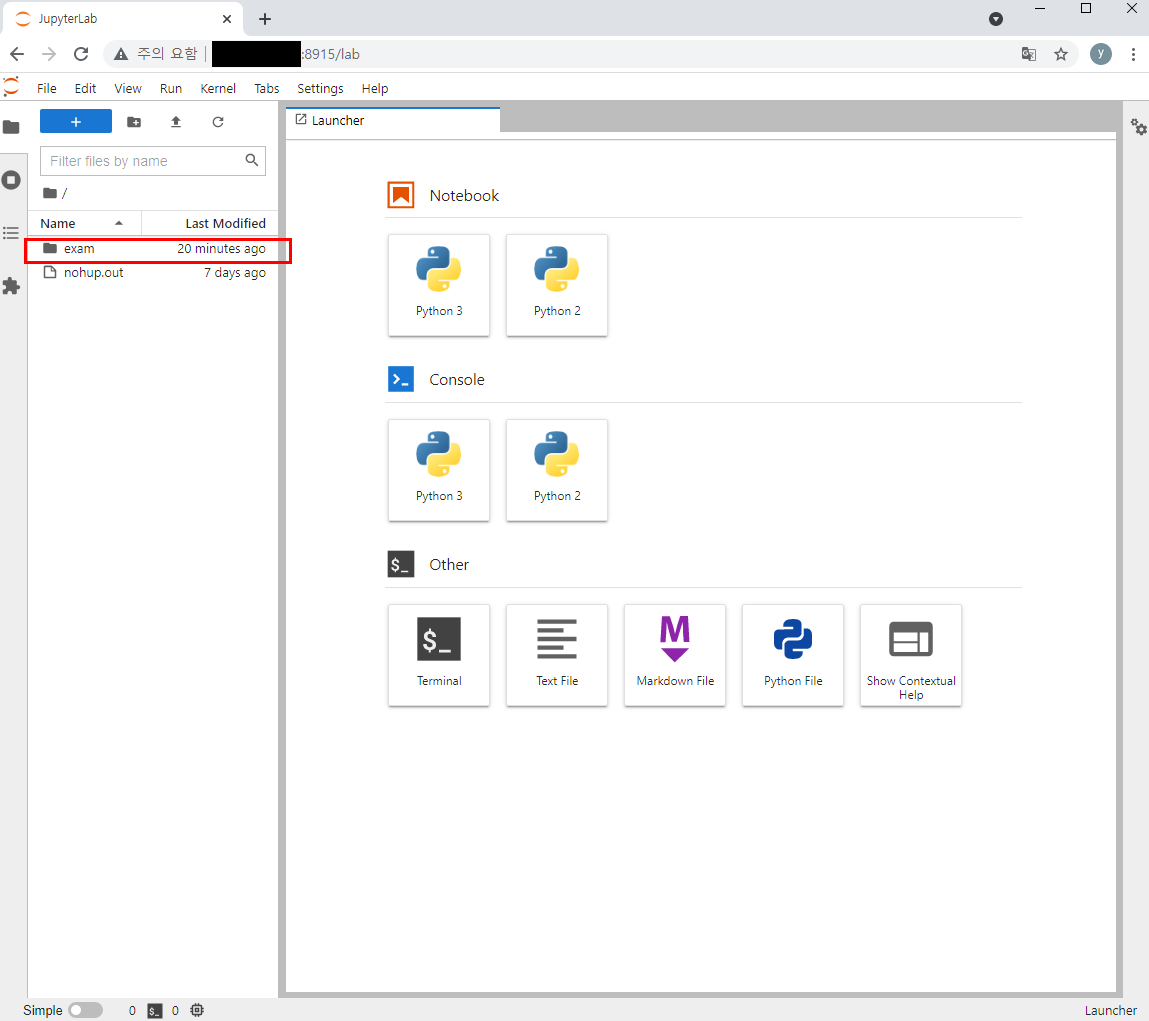 JupyterLab
주의 요함
:8915/lab
y
File Edit View Run Kernel Tabs Settings Help
Launcher
Filter files by name
/
Name Last Modified
exam 20 minutes ago
nohup.out 7 days ago
Notebook
Python 3 Python 2
Console
Python 3 Python 2
$_ Other
$_ M
Terminal Text File Markdown File Python File Show Contextual
Help
Simple 0 $_ 0 Launcher